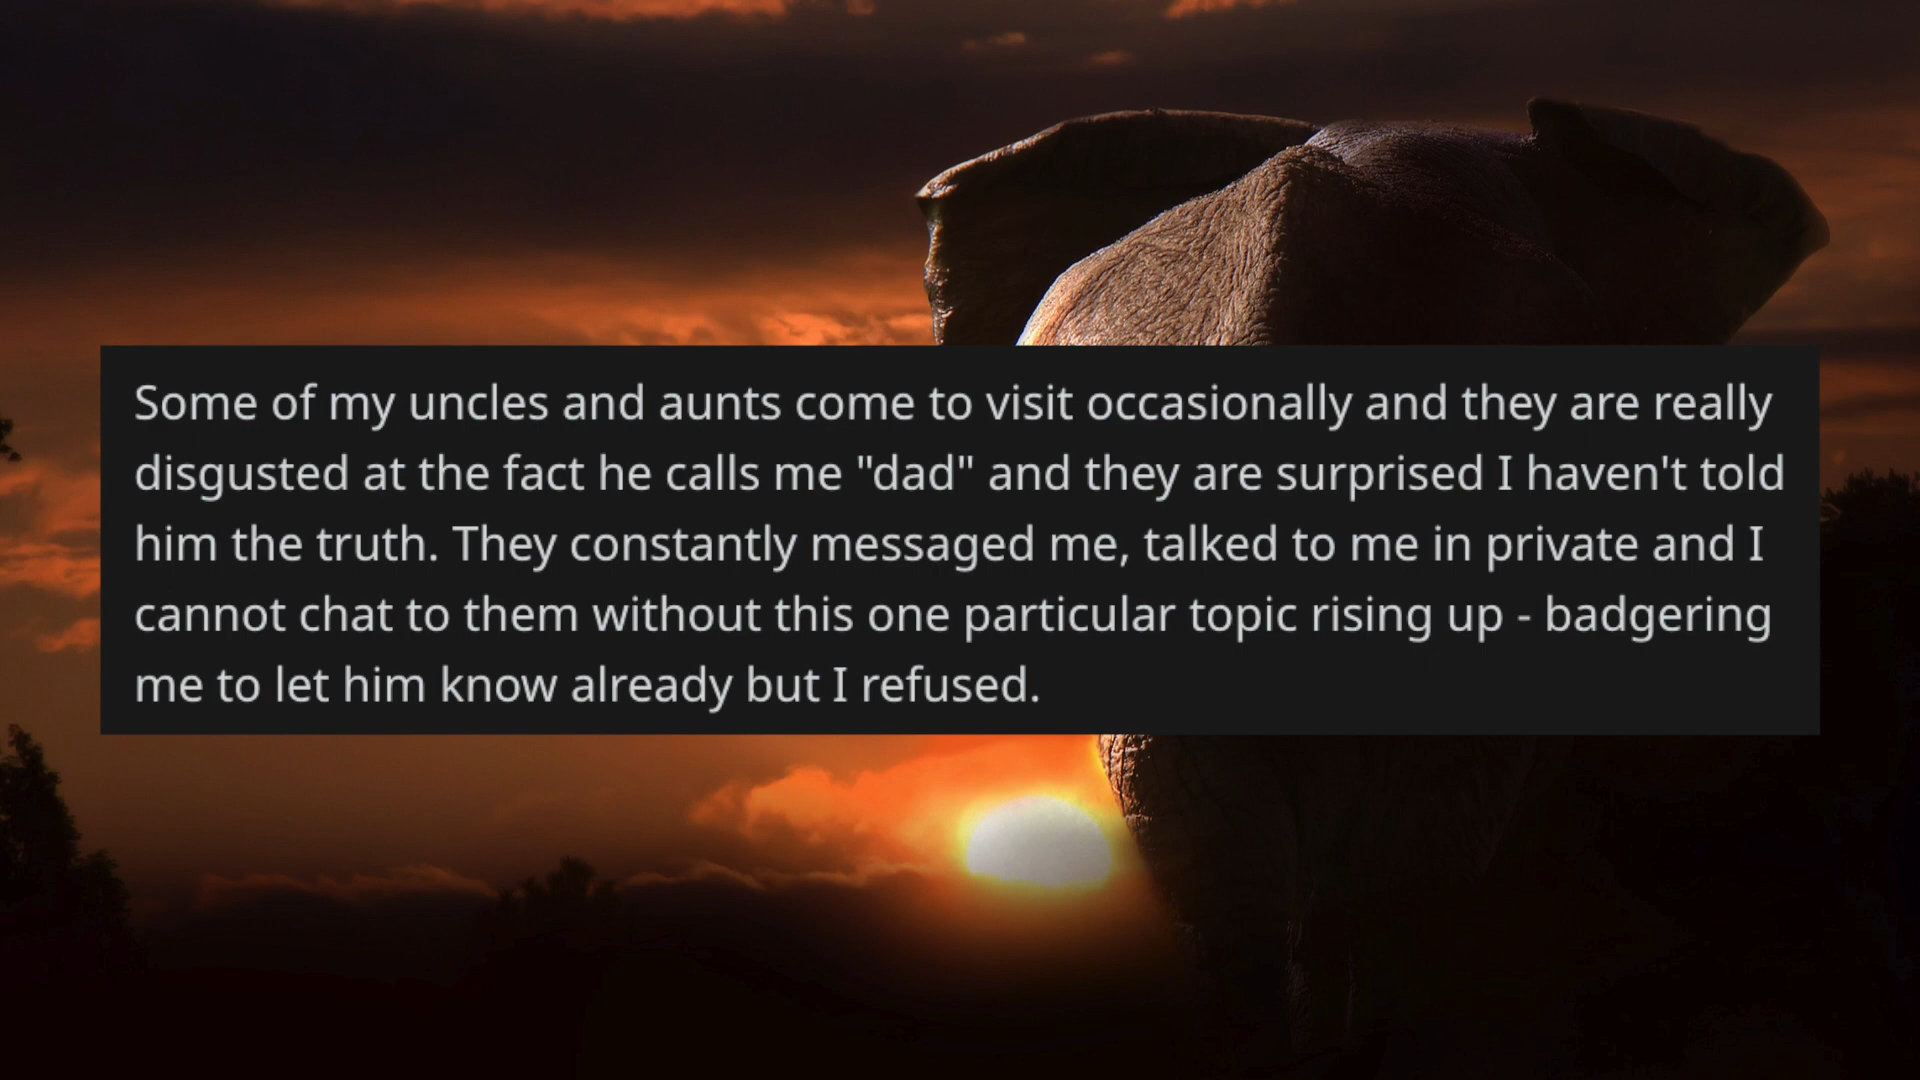 Some of my uncles and aunts come to visit occasionally and they are really
disgusted at the fact he calls me "dad" and they are surprised I haven't told
him the truth. They constantly messaged me, talked to me in private and I
cannot chat to them without this one particular topic rising up - badgering
me to let him know already but I refused.